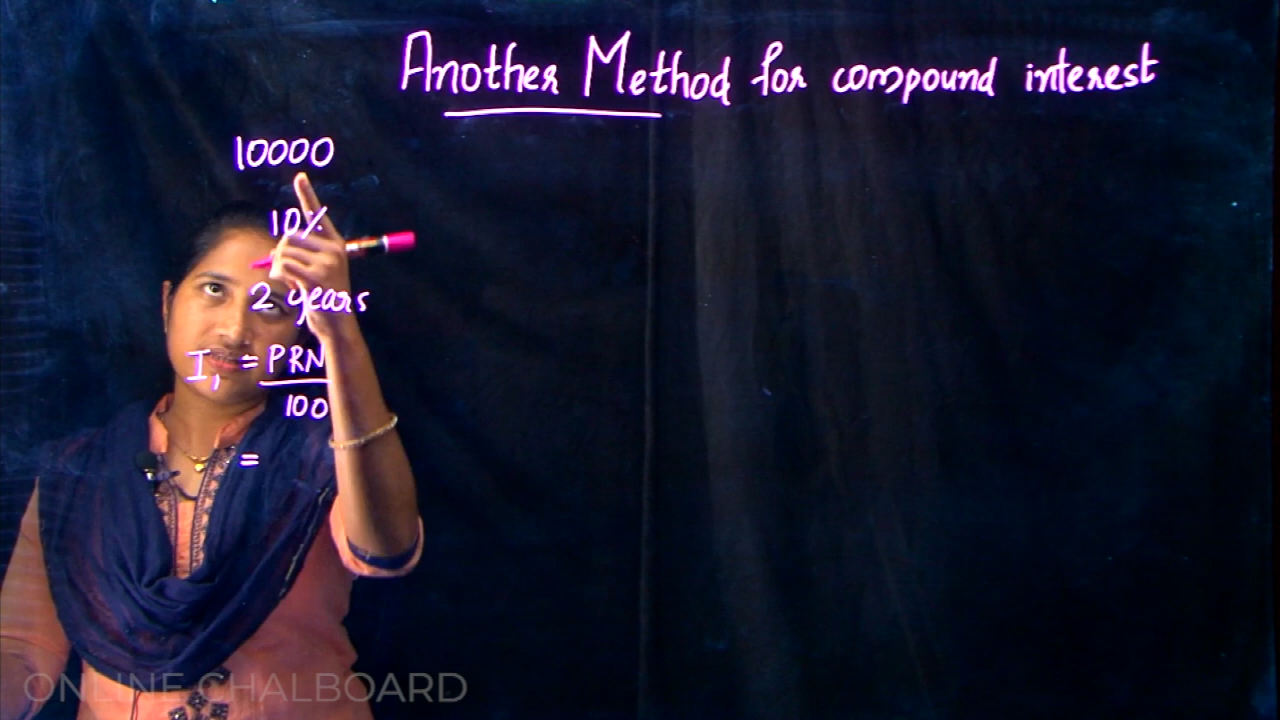 Another Method for compound interest
10000
10%
2 years
I₁ = PRN
100
=
ONLINE CHALBOARD